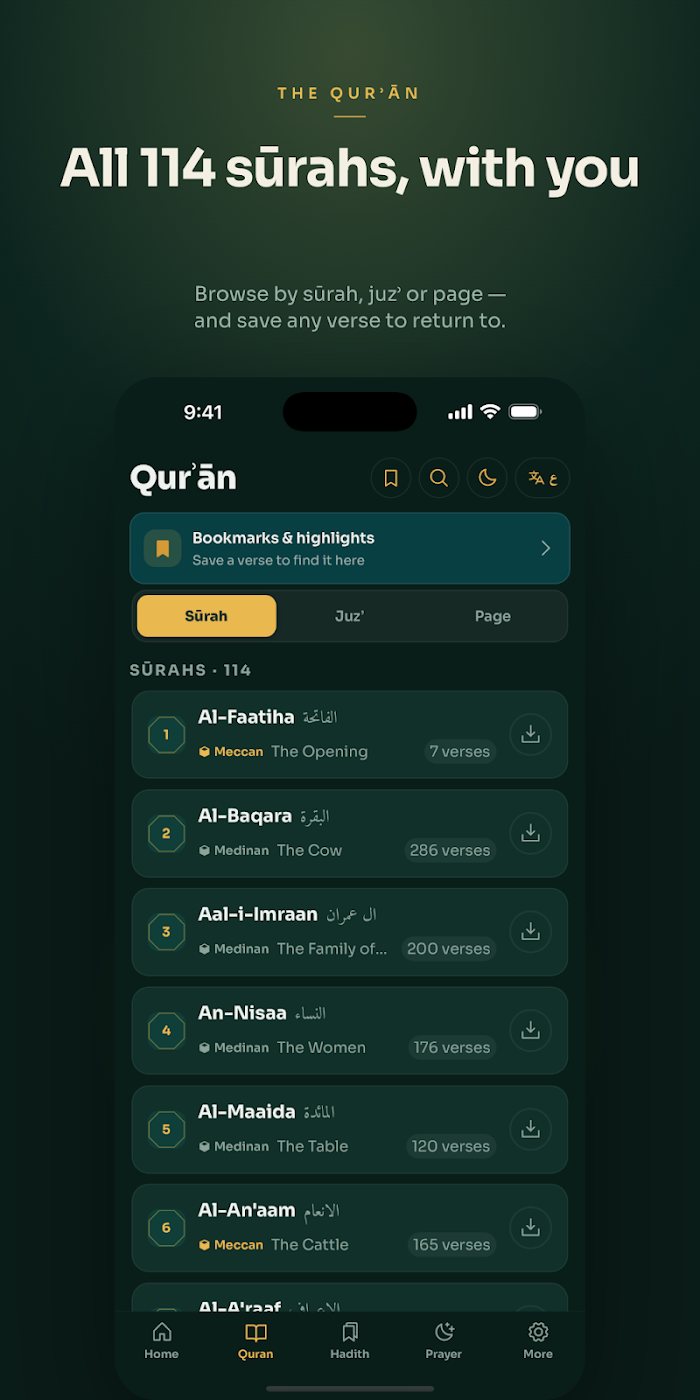 THE QURʾĀN
All 114 sūrahs, with you
Browse by sūrah, juzʾ or page —
and save any verse to return to.
9:41
Qurʾān
ع
Bookmarks & highlights
Save a verse to find it here
Sūrah
Juzʾ
Page
SŪRAHS · 114
1
Al-Faatiha الفاتحة
Meccan The Opening
7 verses
2
Al-Baqara البقرة
Medinan The Cow
286 verses
3
Aal-i-Imraan ال عمران
Medinan The Family of...
200 verses
4
An-Nisaa النساء
Medinan The Women
176 verses
5
Al-Maaida المائدة
Medinan The Table
120 verses
6
Al-An'aam الانعام
Meccan The Cattle
165 verses
Al-A'raaf الاعراف
Home
Quran
Hadith
Prayer
More